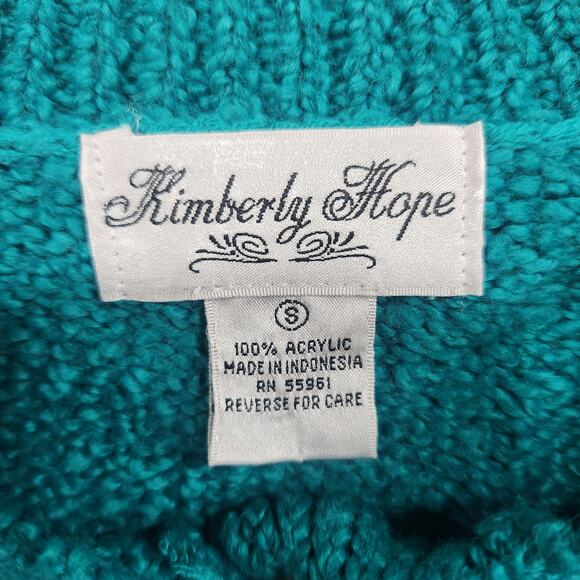 Kimberly Hope
S
100% ACRYLIC
MADE IN INDONESIA
RN 55961
REVERSE FOR CARE